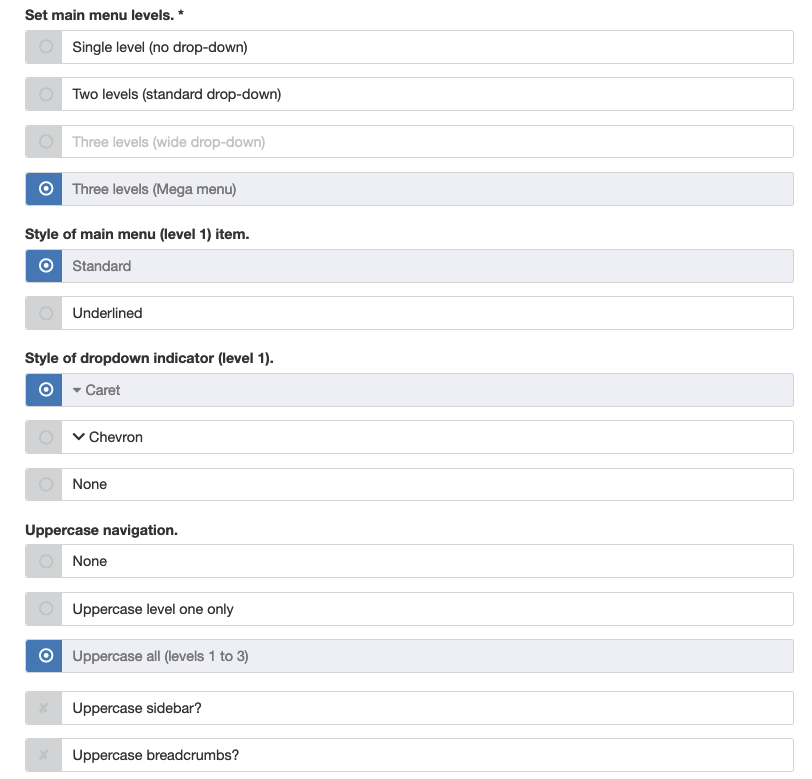 Set main menu levels. *
Single level (no drop-down)
Two levels (standard drop-down)
Three levels (wide drop-down)
Three levels (Mega menu)
Style of main menu (level 1) item.
Standard
Underlined
Style of dropdown indicator (level 1).
Caret
Chevron
None
Uppercase navigation.
None
Uppercase level one only
Uppercase all (levels 1 to 3)
Uppercase sidebar?
Uppercase breadcrumbs?